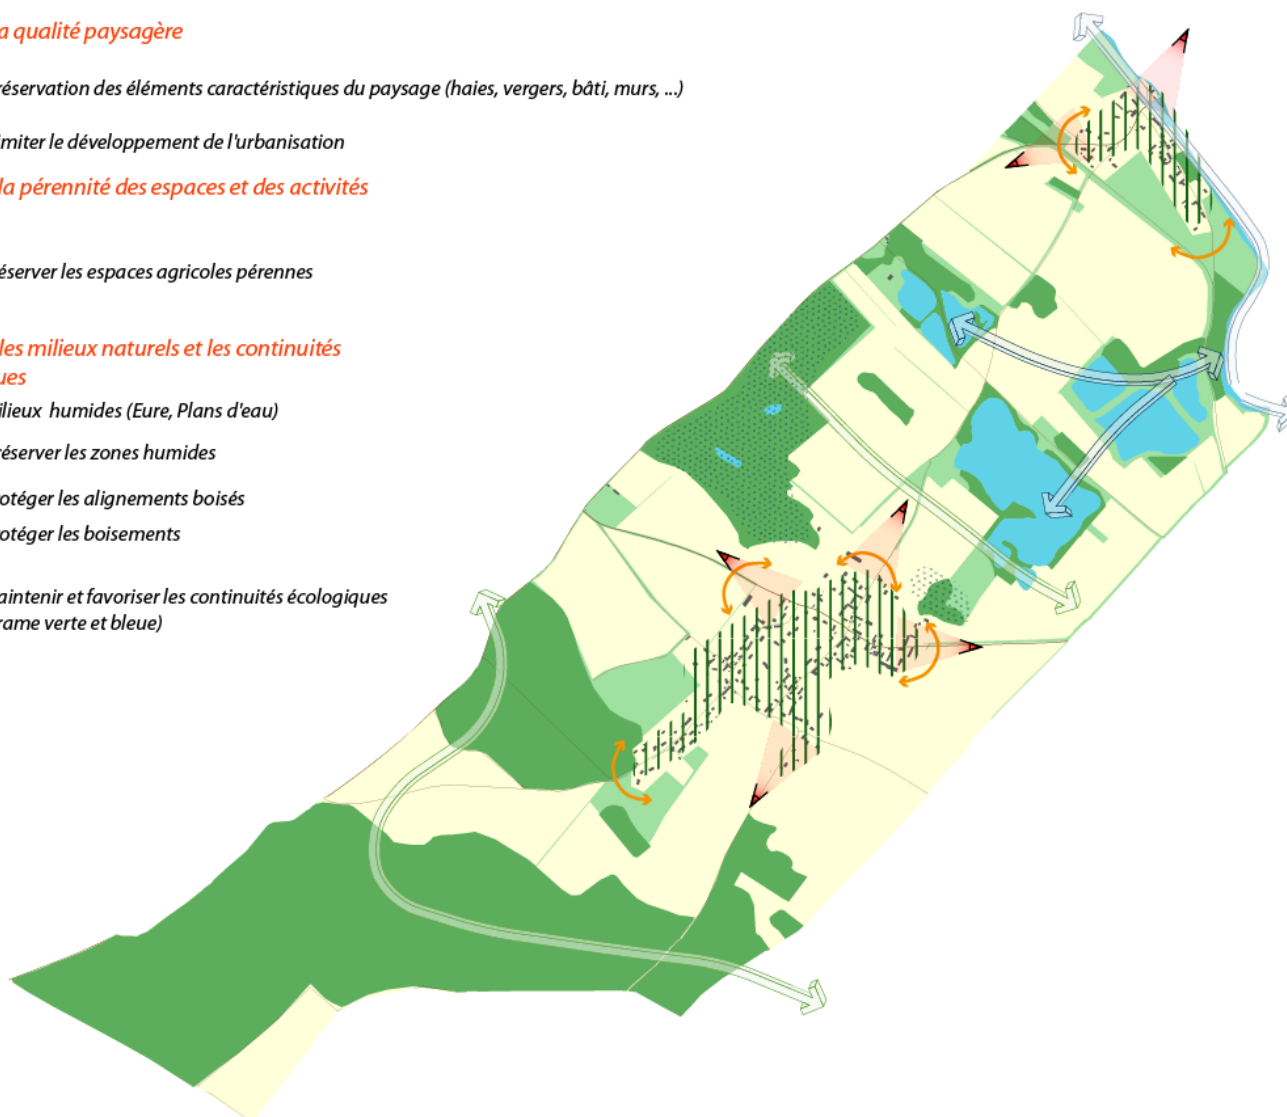 a qualité paysagère
réservation des éléments caractéristiques du paysage (haies, vergers, bâti, murs, ...)
imiter le développement de l'urbanisation
la pérennité des espaces et des activités
éserver les espaces agricoles pérennes
les milieux naturels et les continuités
ues
ilieux humides (Eure, Plans d'eau)
réserver les zones humides
rotéger les alignements boisés
rotéger les boisements
aintenir et favoriser les continuités écologiques
rame verte et bleue)